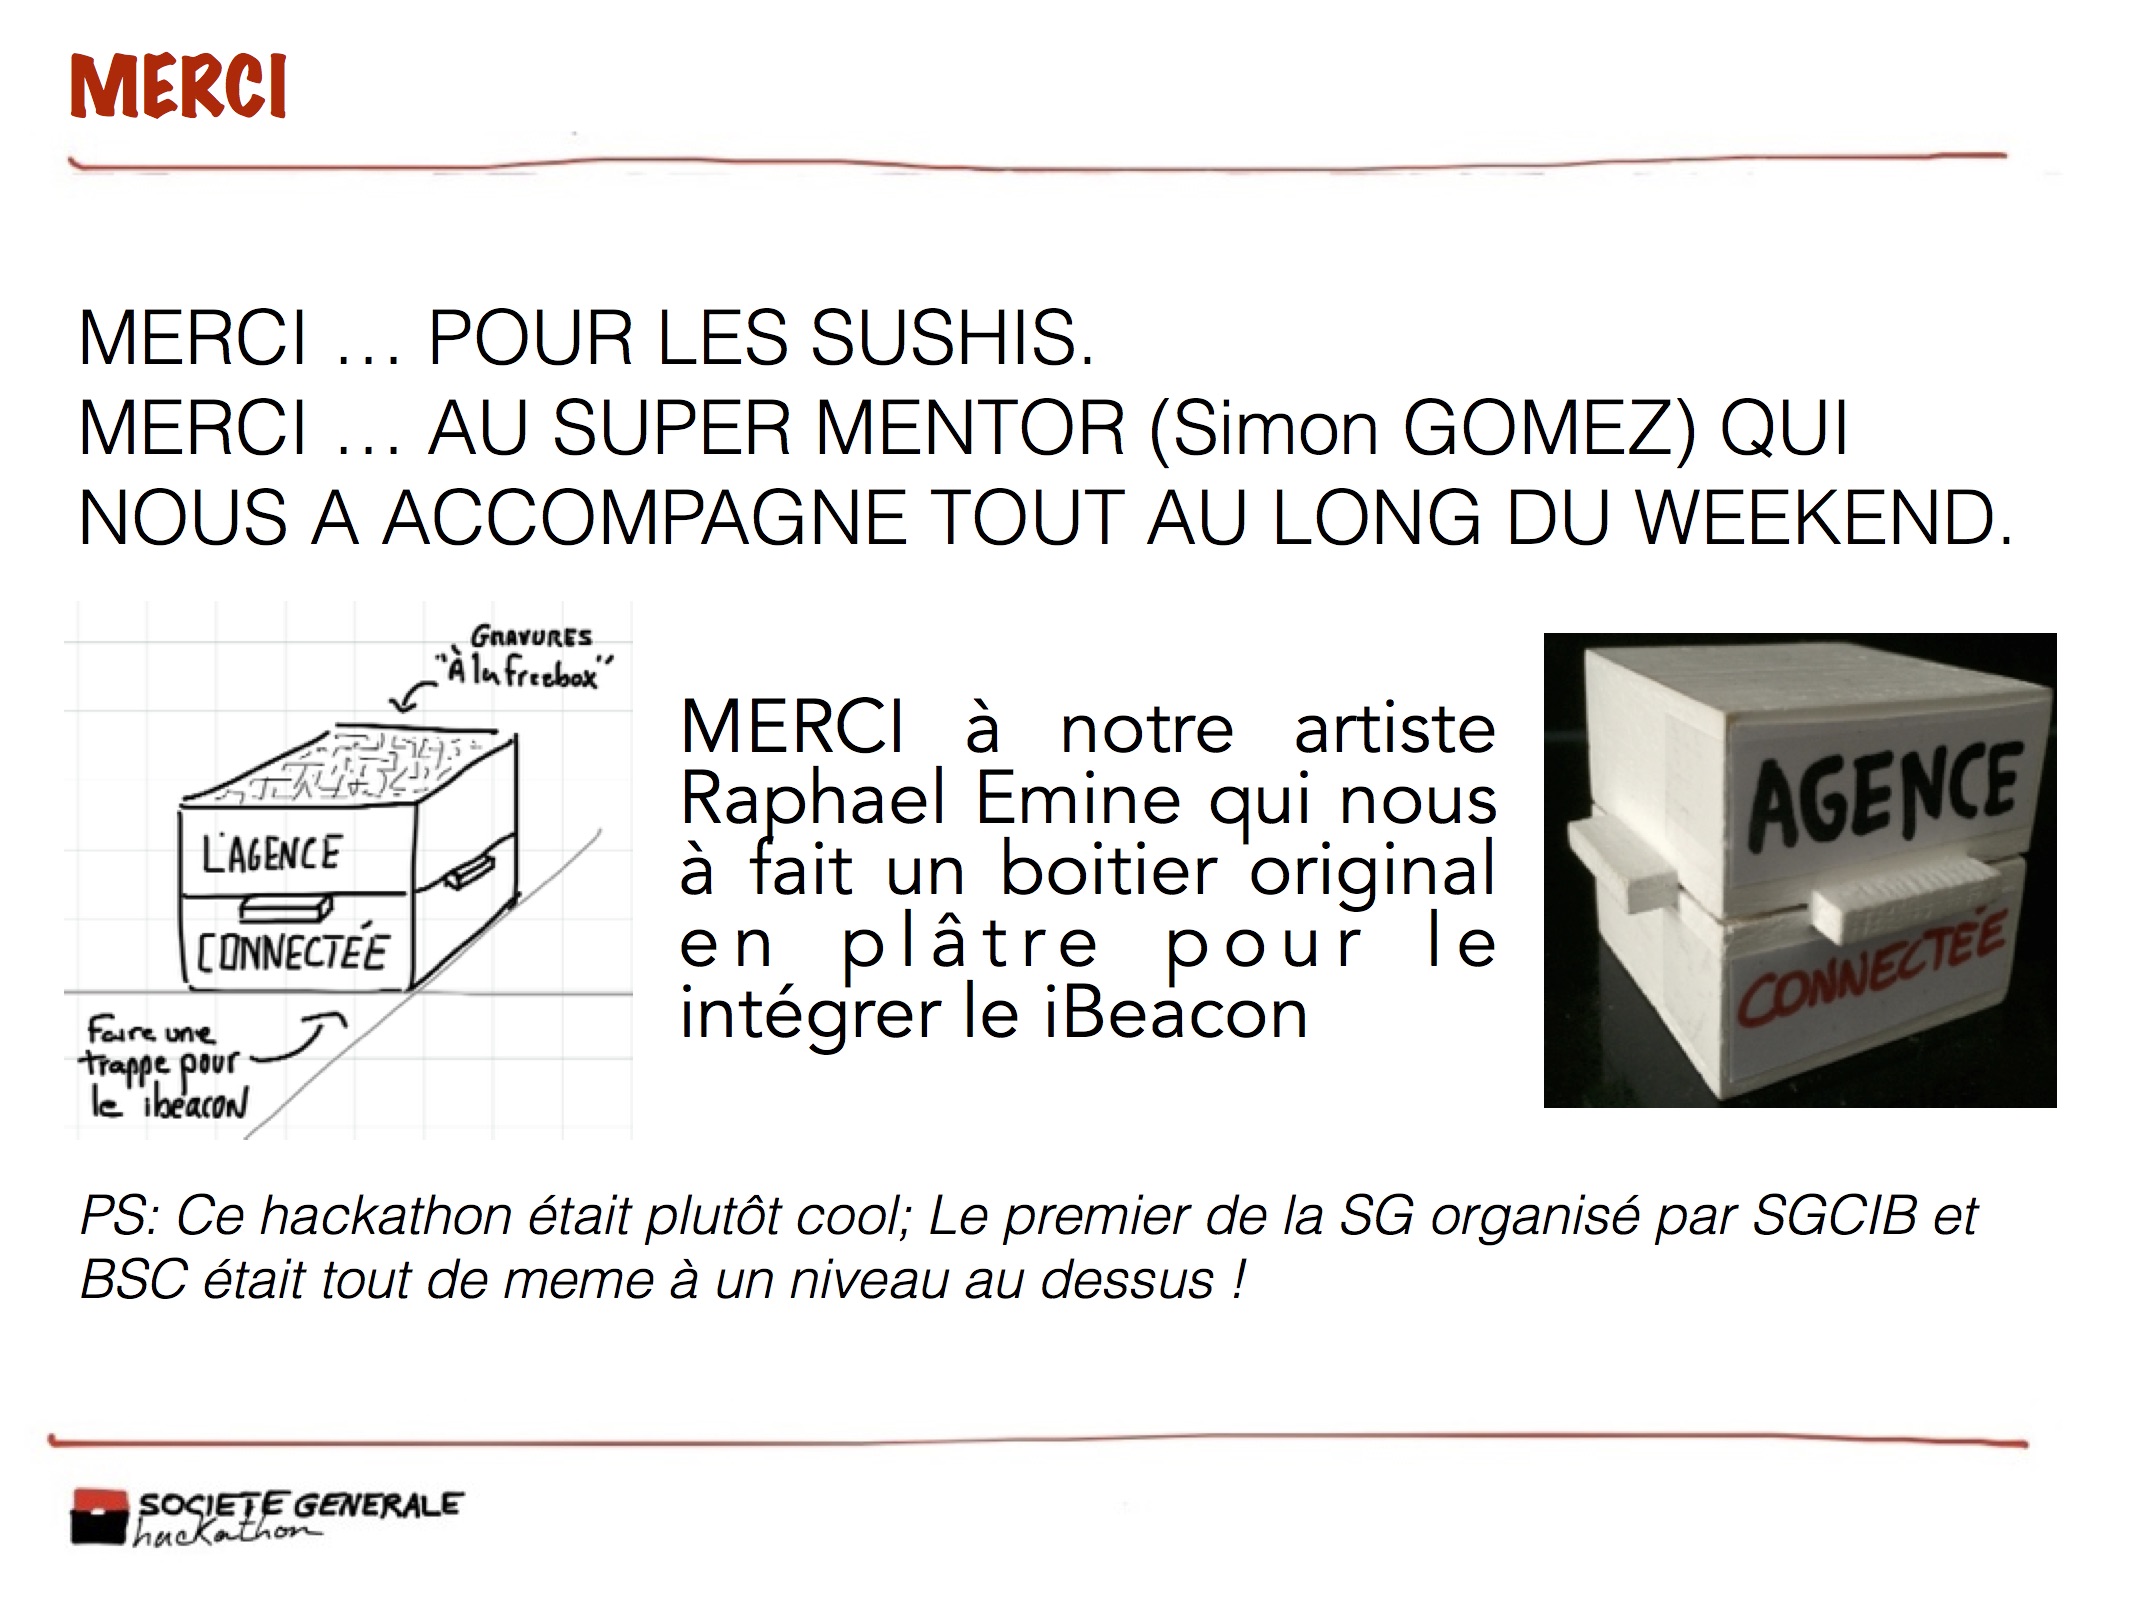 MERCI
MERCI … POUR LES SUSHIS.
MERCI … AU SUPER MENTOR (Simon GOMEZ) QUI
NOUS A ACCOMPAGNE TOUT AU LONG DU WEEKEND.
GRAVURES
"À la freebox"
L'AGENCE
CONNECTÉE
Faire une
trappe pour
le ibeacon
MERCI à notre artiste
Raphael Emine qui nous
à fait un boitier original
en plâtre pour le
intégrer le iBeacon
AGENCE
CONNECTÉE
PS: Ce hackathon était plutôt cool; Le premier de la SG organisé par SGCIB et
BSC était tout de meme à un niveau au dessus !
SOCIETE GENERALE
hackathon